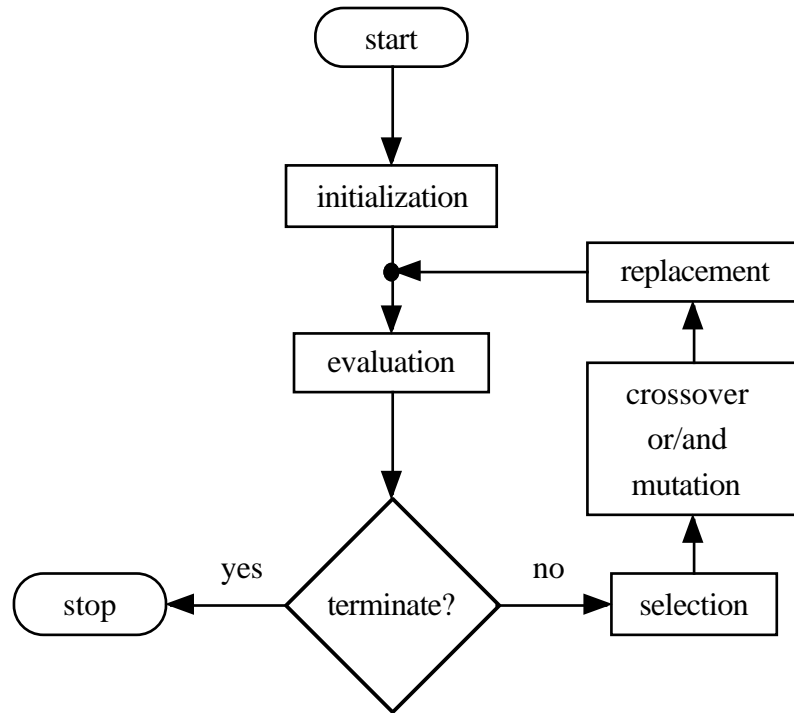 start
initialization
replacement
evaluation
crossover
or/and
mutation
yes
no
stop
terminate?
selection